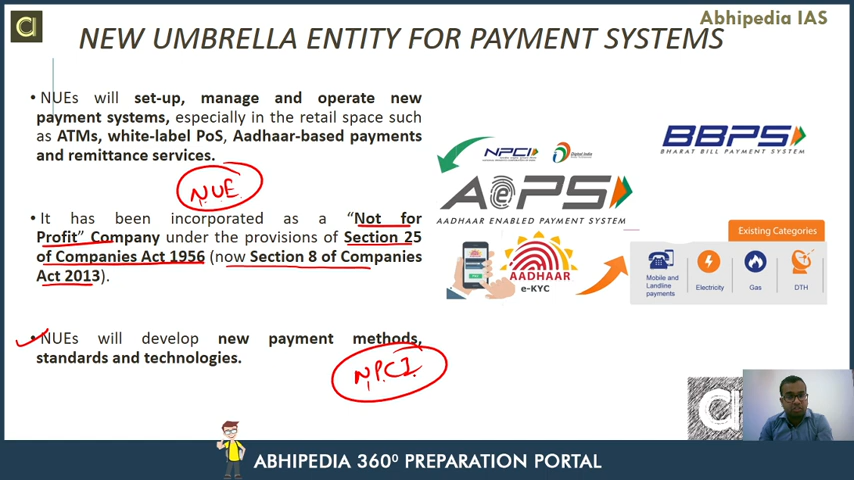 Abhipedia IAS
NEW UMBRELLA ENTITY FOR PAYMENT SYSTEMS
• NUEs will set-up, manage and operate new
payment systems, especially in the retail space such
as ATMs, white-label PoS, Aadhaar-based payments
and remittance services.
NUE
• It has been incorporated as a “Not for
Profit” Company under the provisions of Section 25
of Companies Act 1956 (now Section 8 of Companies
Act 2013).
• NUEs will develop new payment methods,
standards and technologies.
NPCI
NPCI
Digital India
AePS
AADHAAR ENABLED PAYMENT SYSTEM
BBPS
BHARAT BILL PAYMENT SYSTEM
AADHAAR
e-KYC
Existing Categories
Mobile and
Landline
payments
Electricity
Gas
DTH
ABHIPEDIA 360⁰ PREPARATION PORTAL